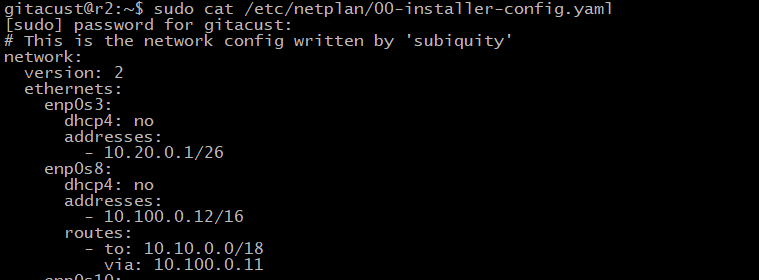 gitacust@r2:~$ sudo cat /etc/netplan/00-installer-config.yaml
[sudo] password for gitacust:
# This is the network config written by 'subiquity'
network:
  version: 2
  ethernets:
    enp0s3:
      dhcp4: no
      addresses:
        - 10.20.0.1/26
    enp0s8:
      dhcp4: no
      addresses:
        - 10.100.0.12/16
      routes:
        - to: 10.10.0.0/18
          via: 10.100.0.11
    enp0s10: